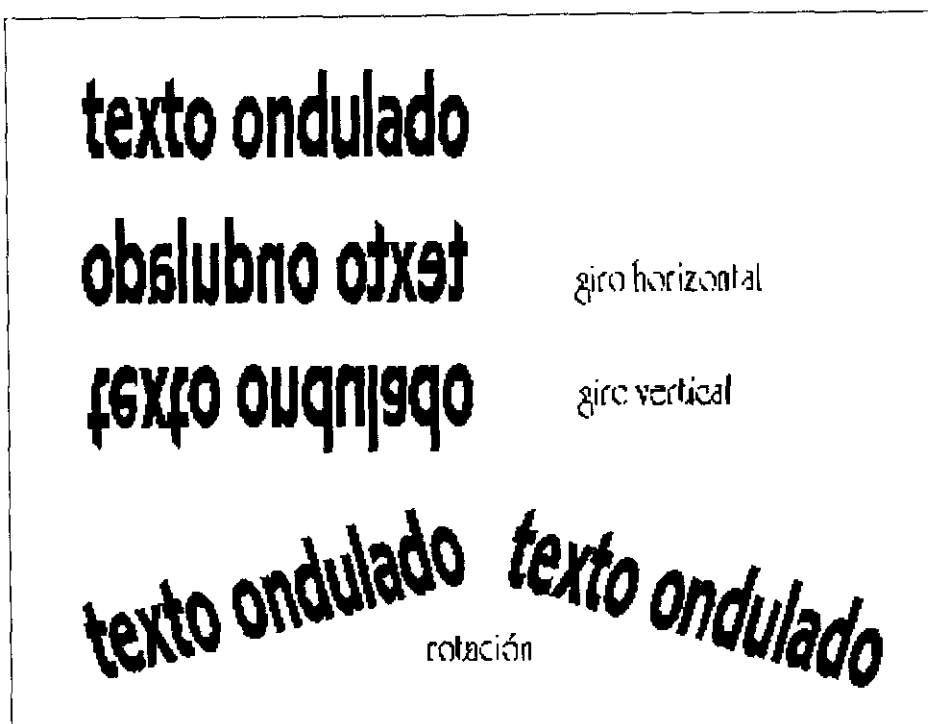 texto ondulado
texto ondulado
giro horizontal
texto ondulado
giro vertical
texto ondulado
texto ondulado
rotación